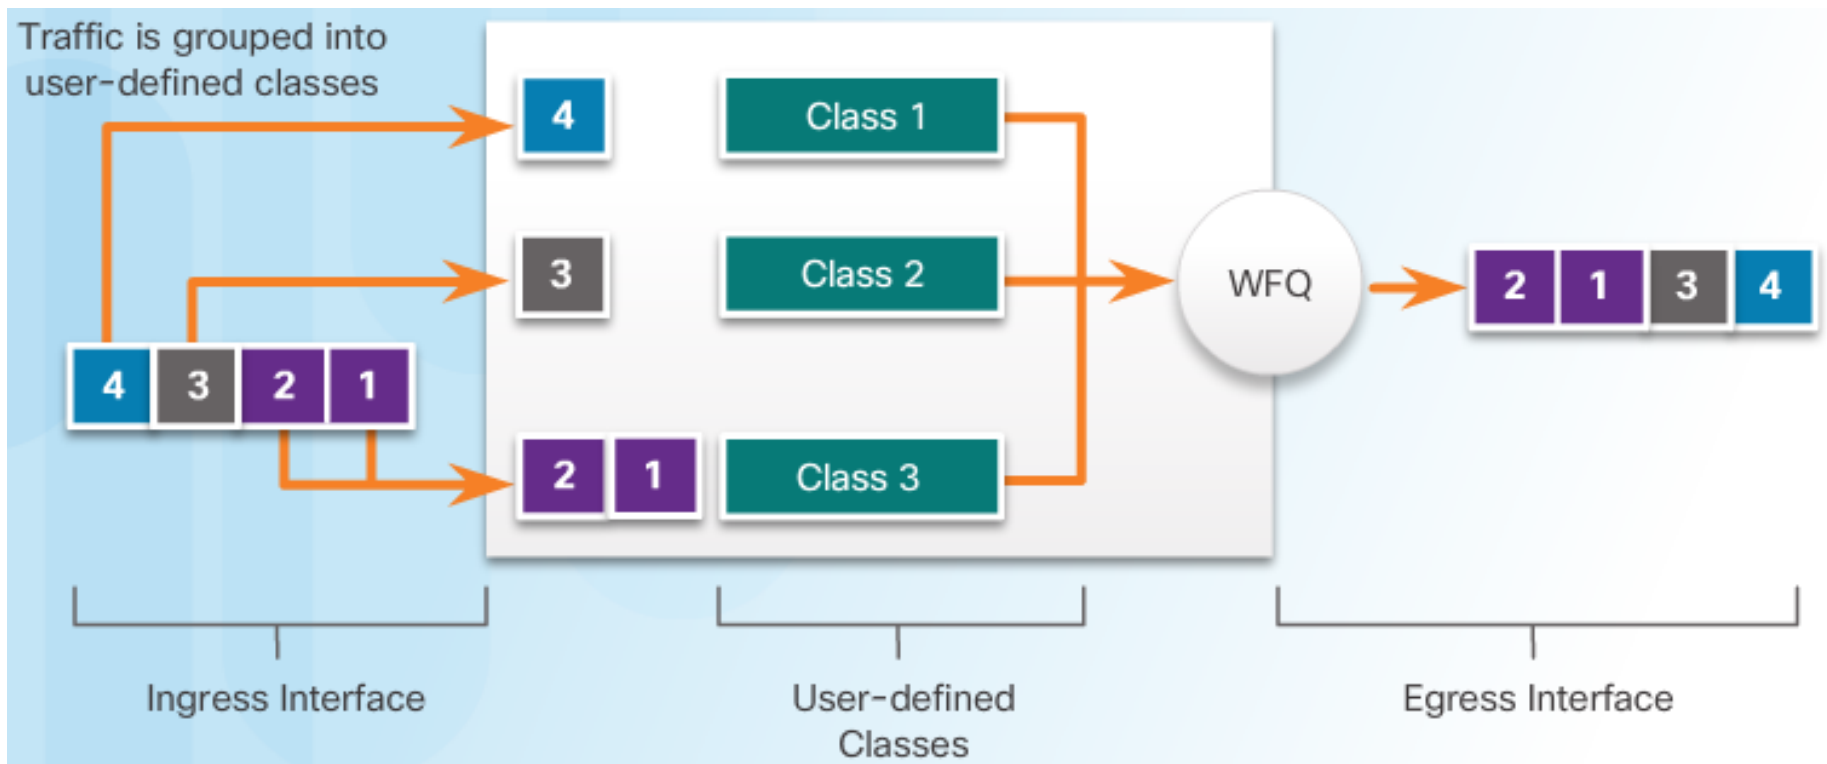 Traffic is grouped into
user-defined classes
4
Class 1
3
Class 2
WFQ
2 1 3 4
4 3 2 1
2 1
Class 3
Ingress Interface
User-defined
Classes
Egress Interface